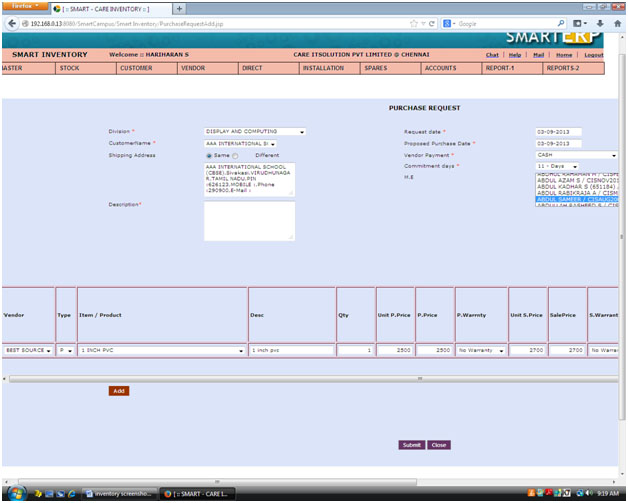 firefox
[ :: SMART - CARE INVENTORY :: ]
192.168.0.13:8080/SmartCampus/Smart Inventory/PurchaseRequestAdd.jsp
Google
SMART ERP
SMART INVENTORY Welcome :: HARIHARAN S CARE ITSOLUTION PVT LIMITED @ CHENNAI Chat | Help | Mail | Home | Logout
ASTER STOCK CUSTOMER VENDOR DIRECT INSTALLATION SPARES ACCOUNTS REPORT-1 REPORTS-2
PURCHASE REQUEST
Division * DISPLAY AND COMPUTING Request date * 03-09-2013
CustomerName * AAA INTERNATIONAL S Proposed Purchase Date * 03-09-2013
Shipping Address Same Different Vendor Payment * CASH
Commitment days * 11 - Days
AAA INTERNATIONAL SCHOOL
(CBSE),Sivakasi,VIRUDHUNAGA
R,TAMIL NADU,PIN
:626123,MOBILE :,Phone
:290900,E-Mail :
M.E
ABDUL RAHAMAN H / CISM
ABDUL AZAM S / CISNOV201
ABDUL KADHAR S (651184) /
ABDUL RABIKRAJA A / CISJU
ABDUL SAMEER / CISAUG20
ABDULLAH RASHEED S / CIS
Description*
Vendor Type Item / Product Desc Qty Unit P.Price P.Price P.Warnty Unit S.Price SalePrice S.Warrant
BEST SOURCE P 1 INCH PVC 1 inch pvc 1 2500 2500 No Warranty 2700 2700 No Warran
Add
Submit Close
inventory screensho... [ :: SMART - CARE I... 9:19 AM